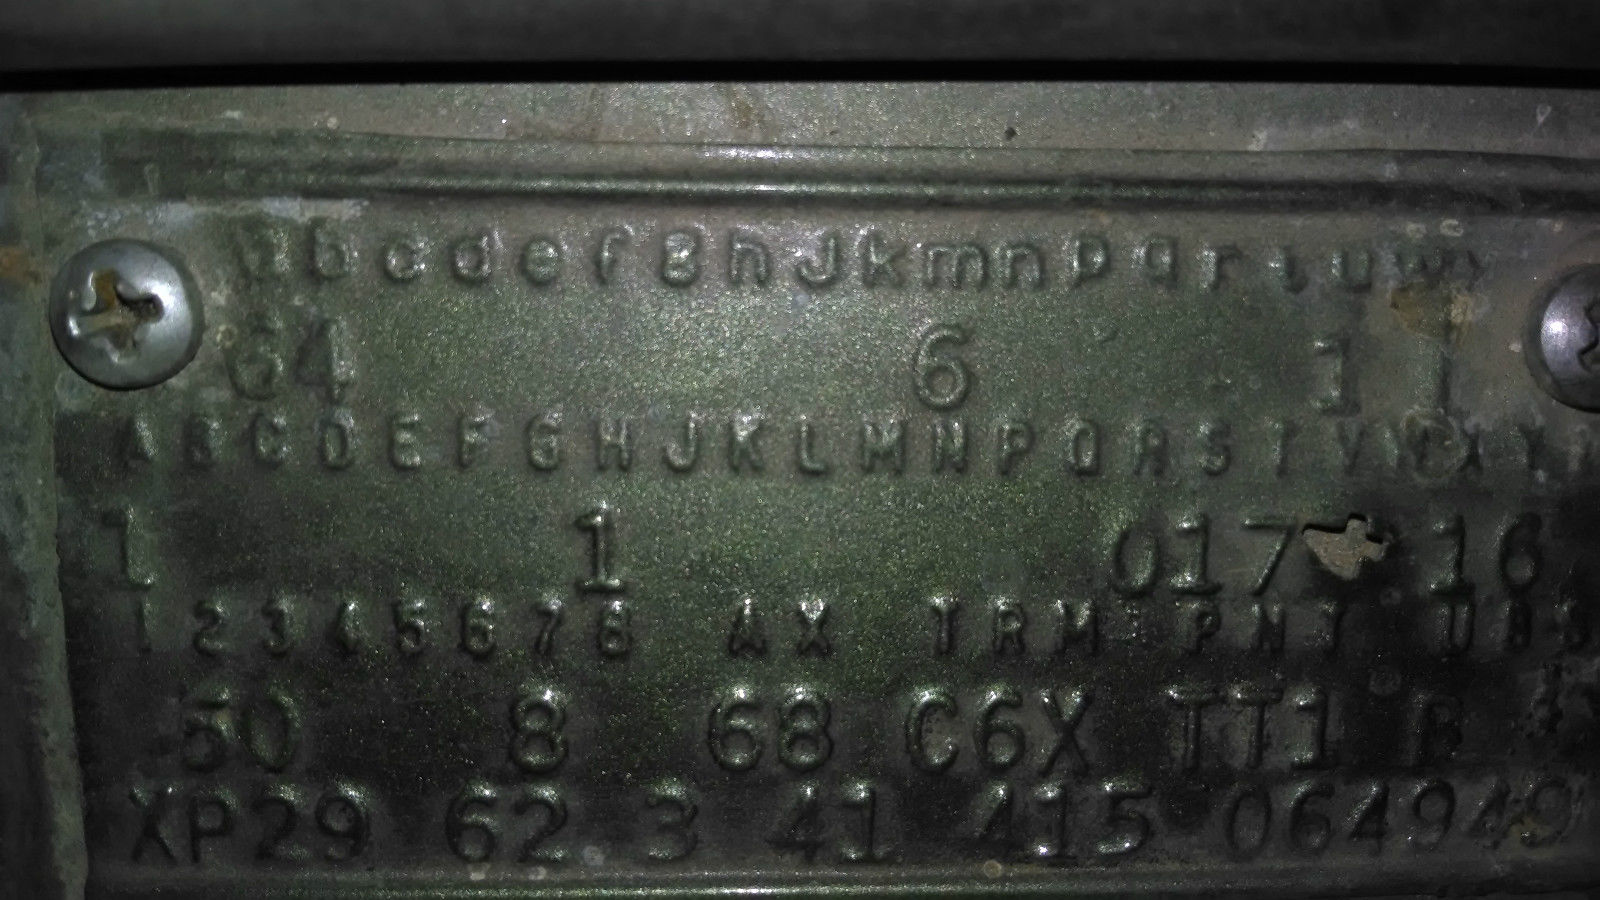 a b c d e f g h J k m n p q r t u w y
64 6 1 1
A B C D E F G H J K L M N P Q R S T V W X Y
1 1 017 16
1 2 3 4 5 6 7 8 AX TRM PNT UBS
50 8 68 C6X TT1
XP29 62 3 41 415 064949